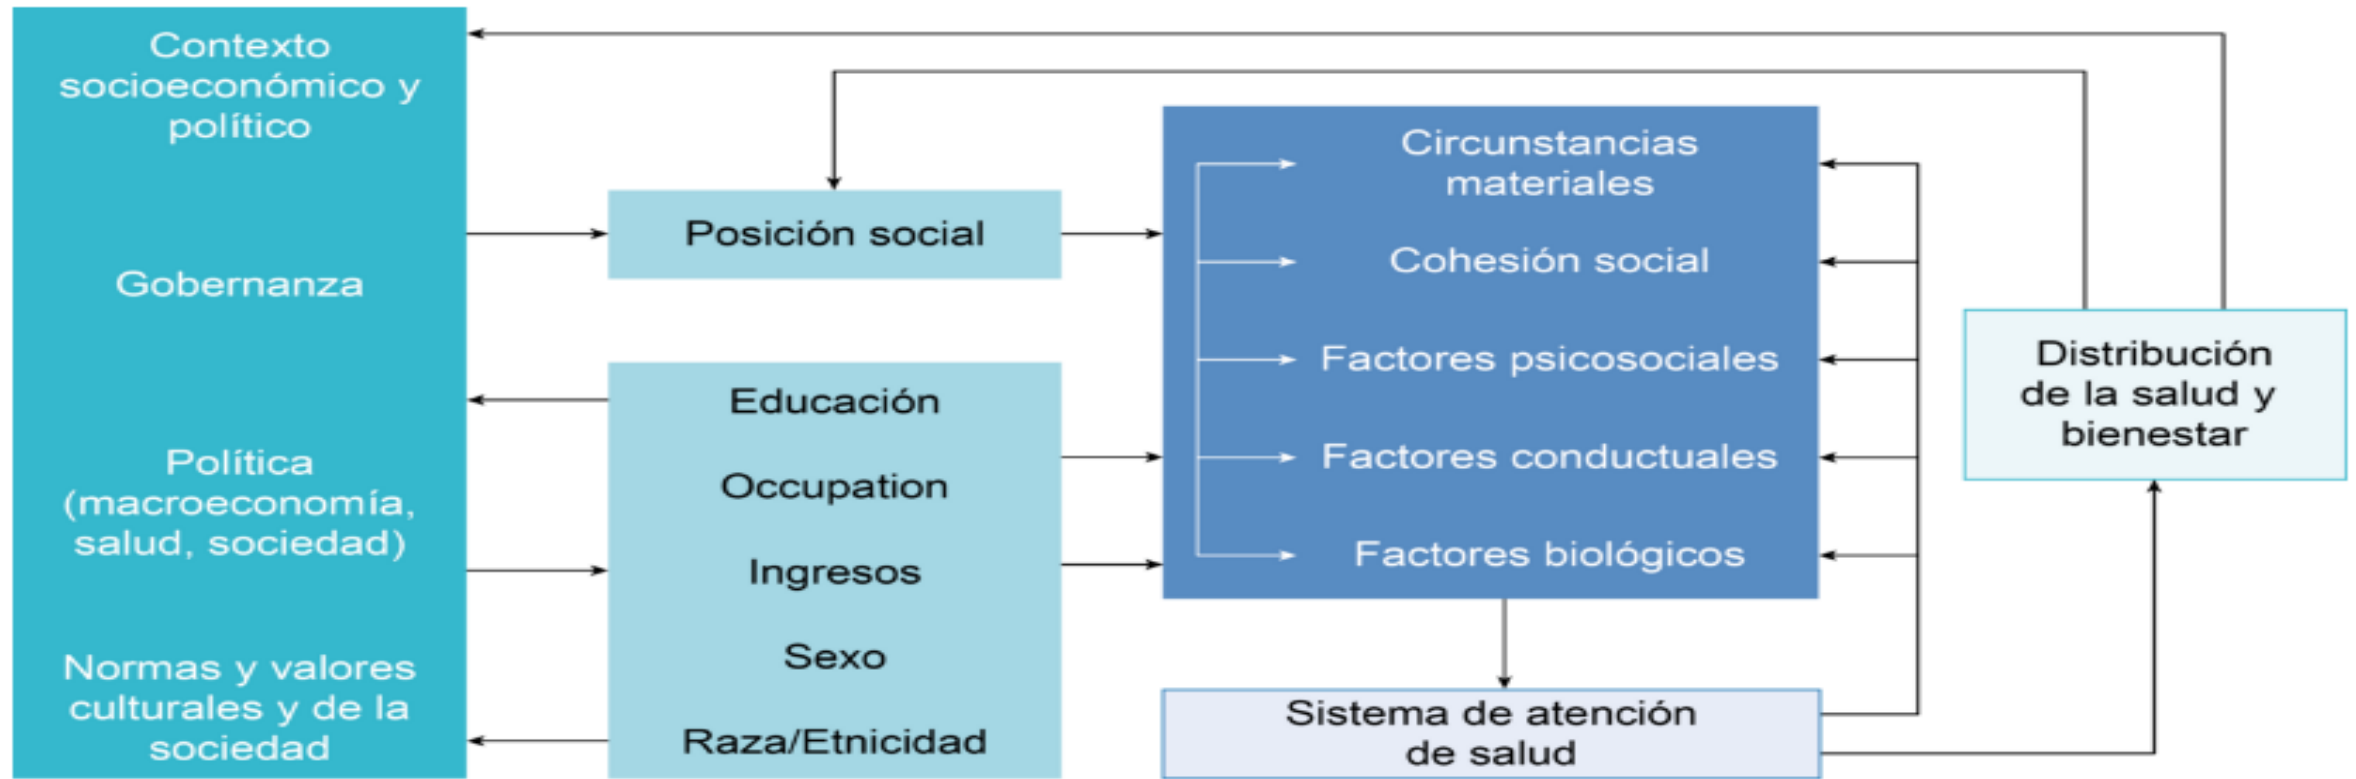 Contexto
socioeconómico y
político
Gobernanza
Política
(macroeconomía,
salud, sociedad)
Normas y valores
culturales y de la
sociedad
Posición social
Educación
Occupation
Ingresos
Sexo
Raza/Etnicidad
Circunstancias
materiales
Cohesión social
Factores psicosociales
Factores conductuales
Factores biológicos
Sistema de atención
de salud
Distribución
de la salud y
bienestar